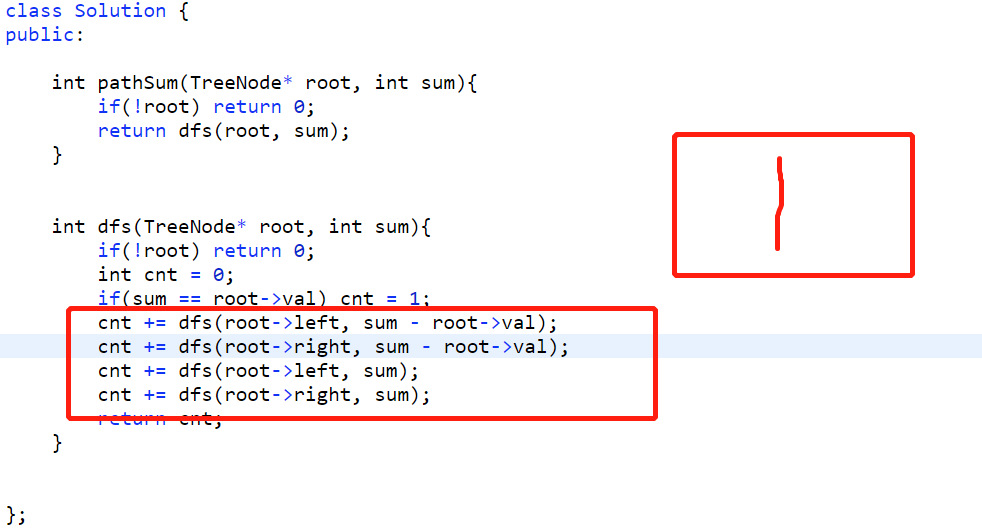 class Solution {
public:
    int pathSum(TreeNode* root, int sum){
        if(!root) return 0;
        return dfs(root, sum);
    }
    int dfs(TreeNode* root, int sum){
        if(!root) return 0;
        int cnt = 0;
        if(sum == root->val) cnt = 1;
        cnt += dfs(root->left, sum - root->val);
        cnt += dfs(root->right, sum - root->val);
        cnt += dfs(root->left, sum);
        cnt += dfs(root->right, sum);
        return cnt;
    }
};